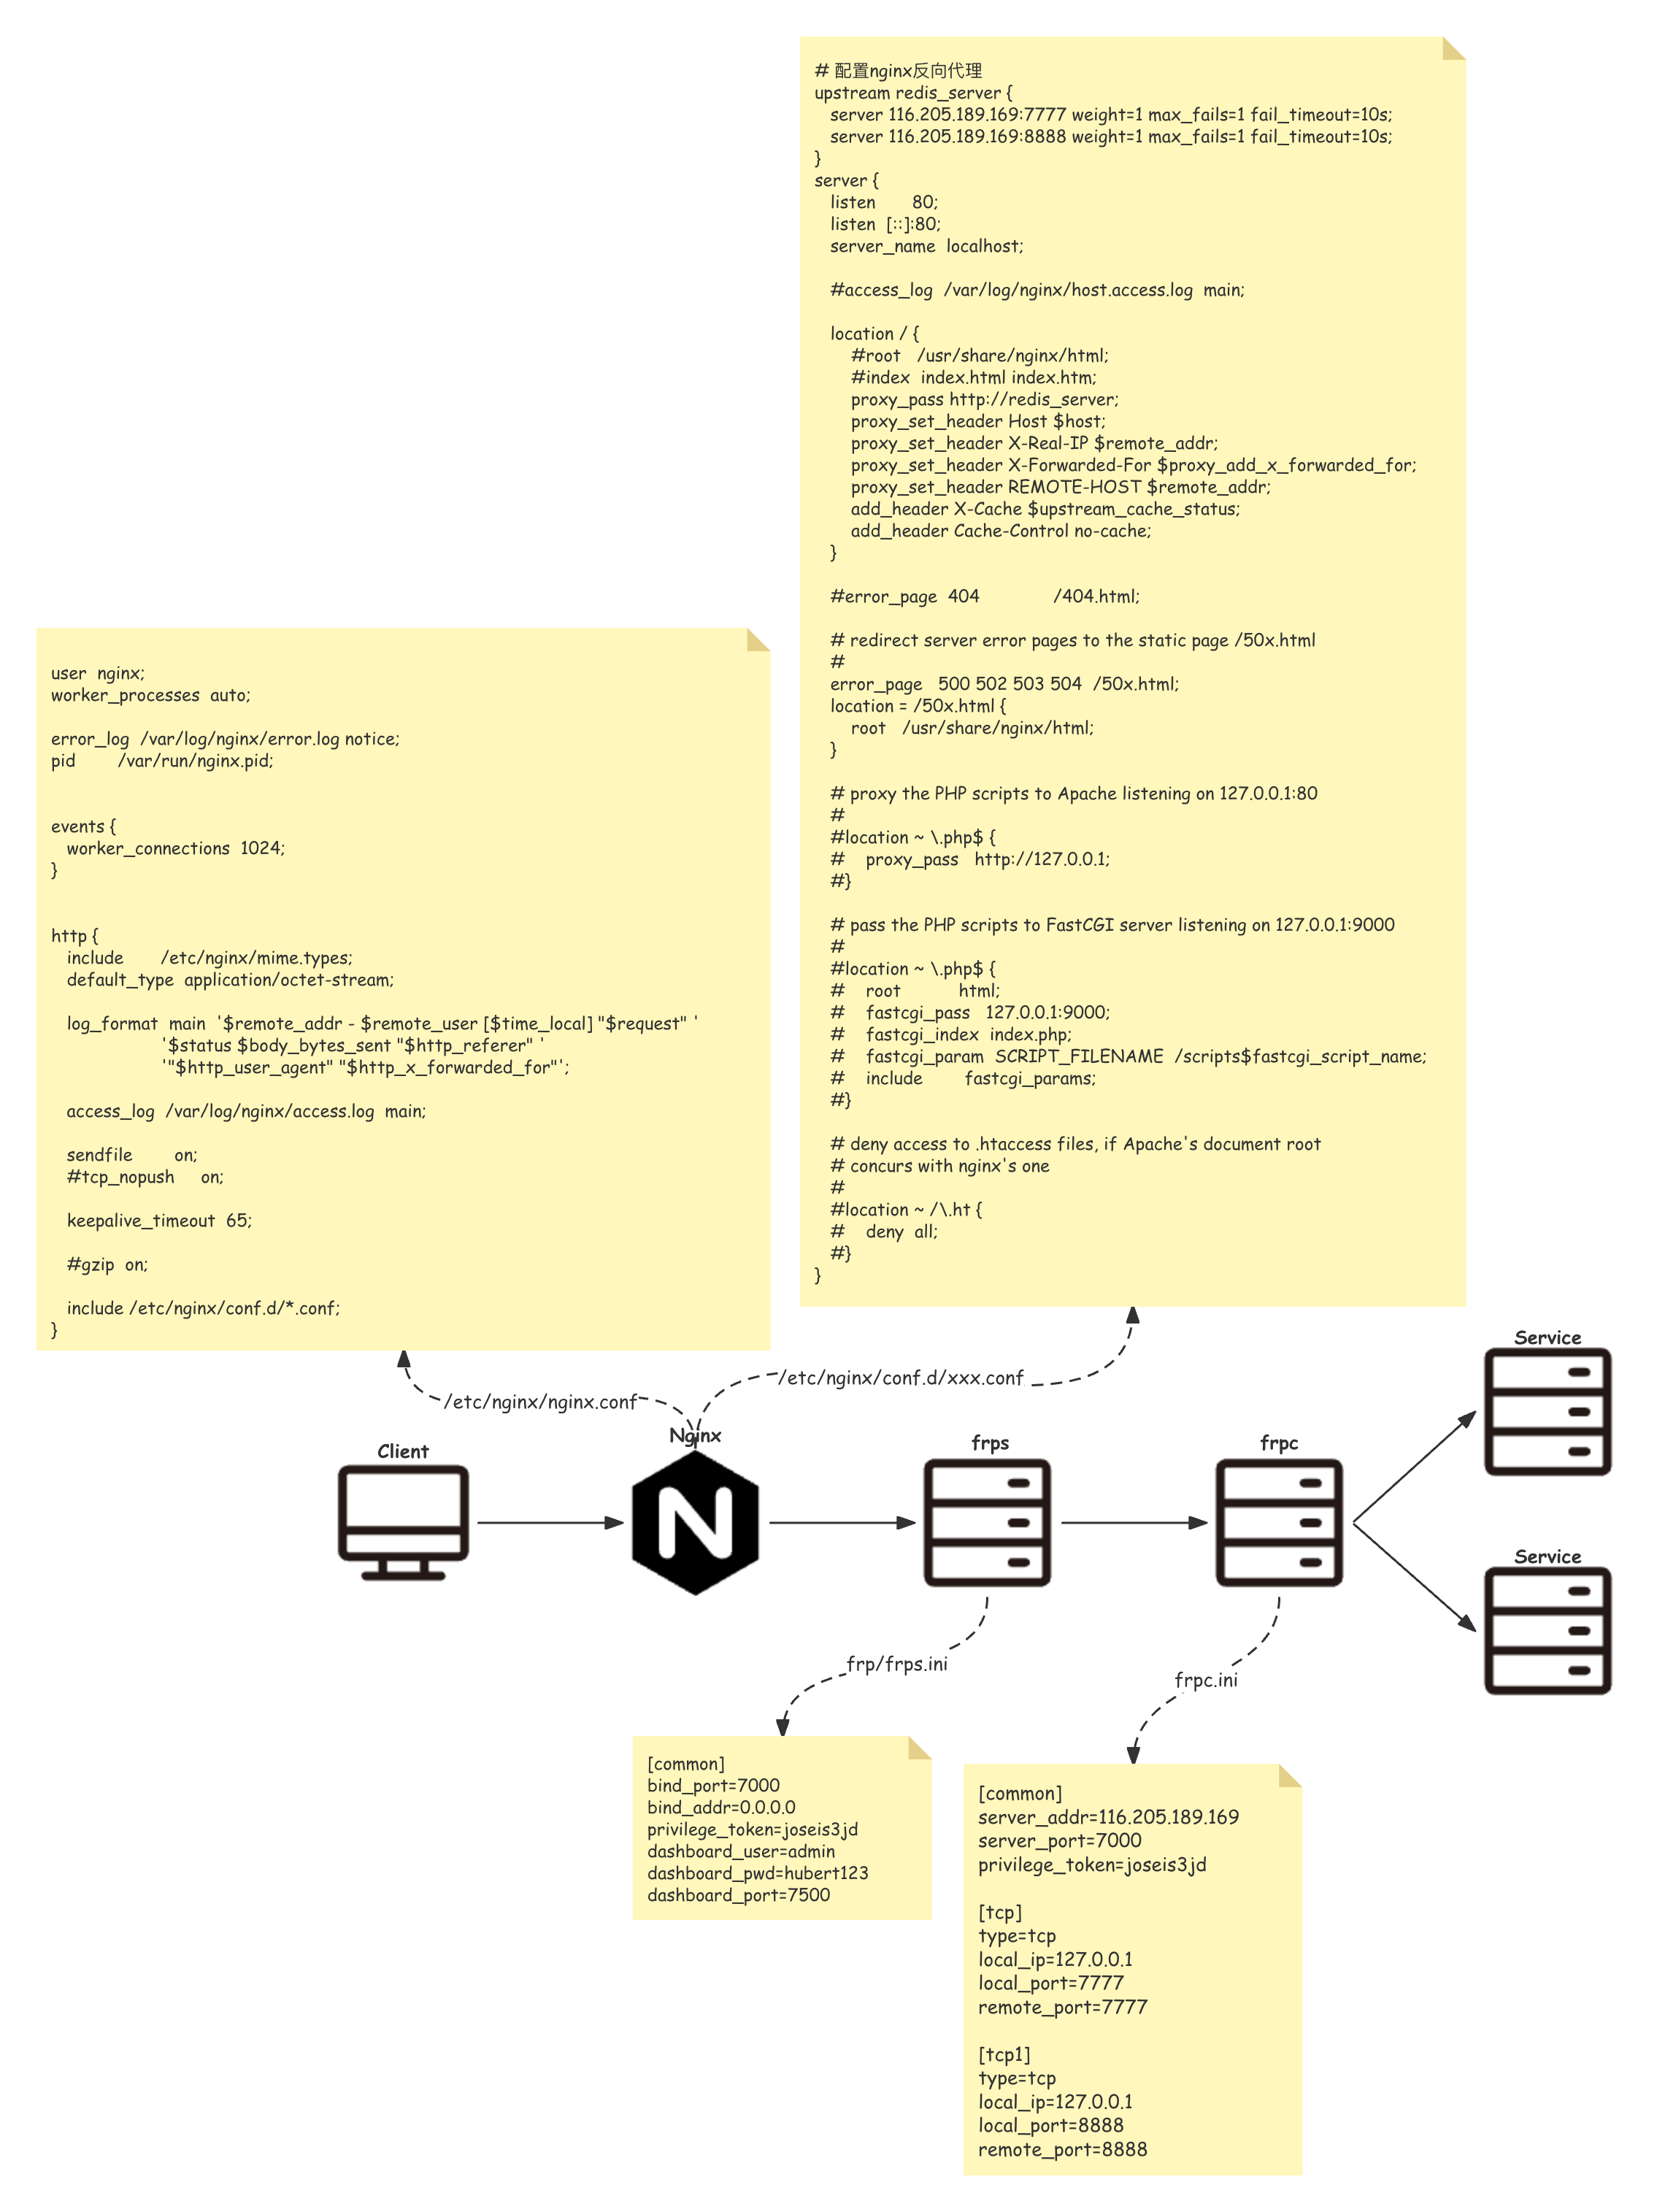 # 配置nginx反向代理
upstream redis_server {
server 116.205.189.169:7777 weight=1 max_fails=1 fail_timeout=10s;
server 116.205.189.169:8888 weight=1 max_fails=1 fail_timeout=10s;
}
server {
listen 80;
listen [::]:80;
server_name localhost;
#access_log /var/log/nginx/host.access.log main;
location / {
#root /usr/share/nginx/html;
#index index.html index.htm;
proxy_pass http://redis_server;
proxy_set_header Host $host;
proxy_set_header X-Real-IP $remote_addr;
proxy_set_header X-Forwarded-For $proxy_add_x_forwarded_for;
proxy_set_header REMOTE-HOST $remote_addr;
add_header X-Cache $upstream_cache_status;
add_header Cache-Control no-cache;
}
#error_page 404 /404.html;
# redirect server error pages to the static page /50x.html
#
error_page 500 502 503 504 /50x.html;
location = /50x.html {
root /usr/share/nginx/html;
}
# proxy the PHP scripts to Apache listening on 127.0.0.1:80
#
#location ~ \.php$ {
# proxy_pass http://127.0.0.1;
#}
# pass the PHP scripts to FastCGI server listening on 127.0.0.1:9000
#
#location ~ \.php$ {
# root html;
# fastcgi_pass 127.0.0.1:9000;
# fastcgi_index index.php;
# fastcgi_param SCRIPT_FILENAME /scripts$fastcgi_script_name;
# include fastcgi_params;
#}
# deny access to .htaccess files, if Apache's document root
# concurs with nginx's one
#
#location ~ /\.ht {
# deny all;
#}
}
user nginx;
worker_processes auto;
error_log /var/log/nginx/error.log notice;
pid /var/run/nginx.pid;
events {
worker_connections 1024;
}
http {
include /etc/nginx/mime.types;
default_type application/octet-stream;
log_format main '$remote_addr - $remote_user [$time_local] "$request" '
'$status $body_bytes_sent "$http_referer" '
'"$http_user_agent" "$http_x_forwarded_for"';
access_log /var/log/nginx/access.log main;
sendfile on;
#tcp_nopush on;
keepalive_timeout 65;
#gzip on;
include /etc/nginx/conf.d/*.conf;
}
/etc/nginx/nginx.conf
/etc/nginx/conf.d/xxx.conf
Client
Nginx
frps
frpc
Service
Service
frp/frps.ini
frpc.ini
[common]
bind_port=7000
bind_addr=0.0.0.0
privilege_token=joseis3jd
dashboard_user=admin
dashboard_pwd=hubert123
dashboard_port=7500
[common]
server_addr=116.205.189.169
server_port=7000
privilege_token=joseis3jd
[tcp]
type=tcp
local_ip=127.0.0.1
local_port=7777
remote_port=7777
[tcp1]
type=tcp
local_ip=127.0.0.1
local_port=8888
remote_port=8888